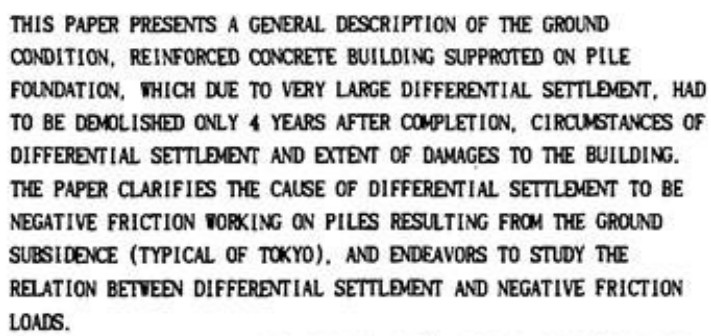 THIS PAPER PRESENTS A GENERAL DESCRIPTION OF THE GROUND
CONDITION, REINFORCED CONCRETE BUILDING SUPPROTED ON PILE
FOUNDATION, WHICH DUE TO VERY LARGE DIFFERENTIAL SETTLEMENT, HAD
TO BE DEMOLISHED ONLY 4 YEARS AFTER COMPLETION, CIRCUMSTANCES OF
DIFFERENTIAL SETTLEMENT AND EXTENT OF DAMAGES TO THE BUILDING.
THE PAPER CLARIFIES THE CAUSE OF DIFFERENTIAL SETTLEMENT TO BE
NEGATIVE FRICTION WORKING ON PILES RESULTING FROM THE GROUND
SUBSIDENCE (TYPICAL OF TOKYO), AND ENDEAVORS TO STUDY THE
RELATION BETWEEN DIFFERENTIAL SETTLEMENT AND NEGATIVE FRICTION
LOADS.